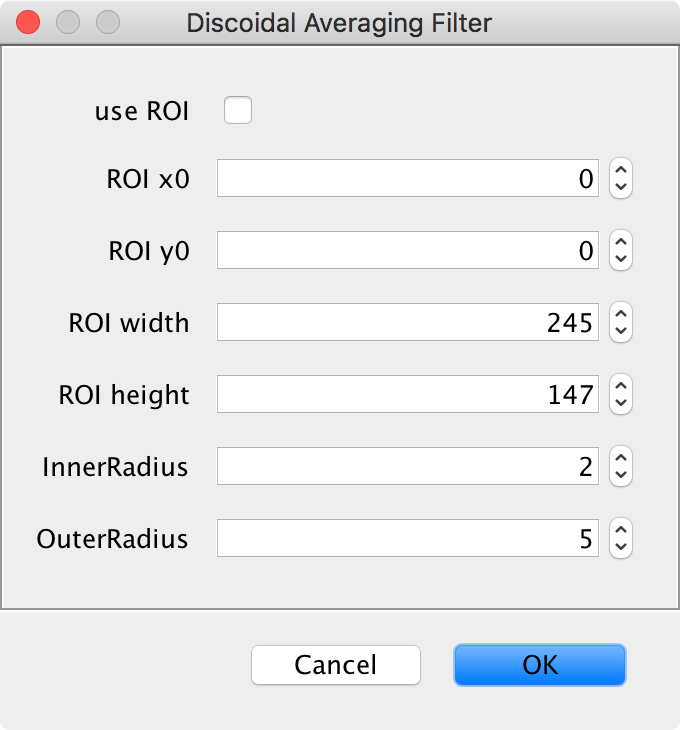 Discoidal Averaging Filter
use ROI
ROI x0 0
ROI y0 0
ROI width 245
ROI height 147
InnerRadius 2
OuterRadius 5
Cancel OK